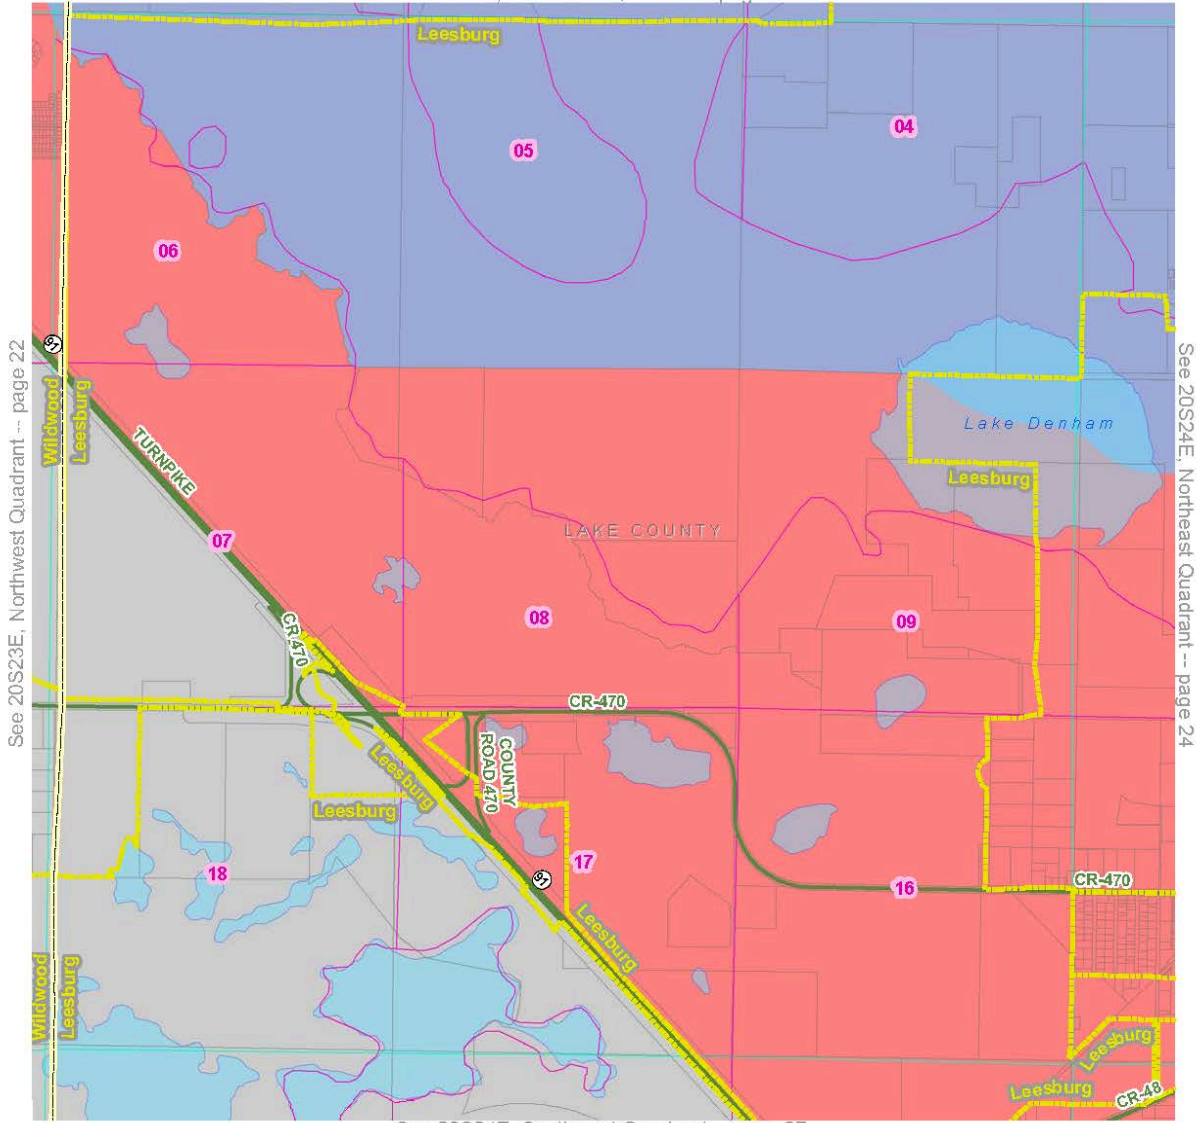 Leesburg
04
05
06
See 20S23E, Northwest Quadrant -- page 22
See 20S24E, Northeast Quadrant -- page 24
91
Wildwood
Leesburg
TURNPIKE
Lake Denham
Leesburg
LAKE COUNTY
07
CR 470
08
09
CR-470
COUNTY
ROAD 470
Leesburg
Leesburg
17
18
91
16
CR-470
Leesburg
Wildwood
Leesburg
Leesburg
Leesburg
CR-48